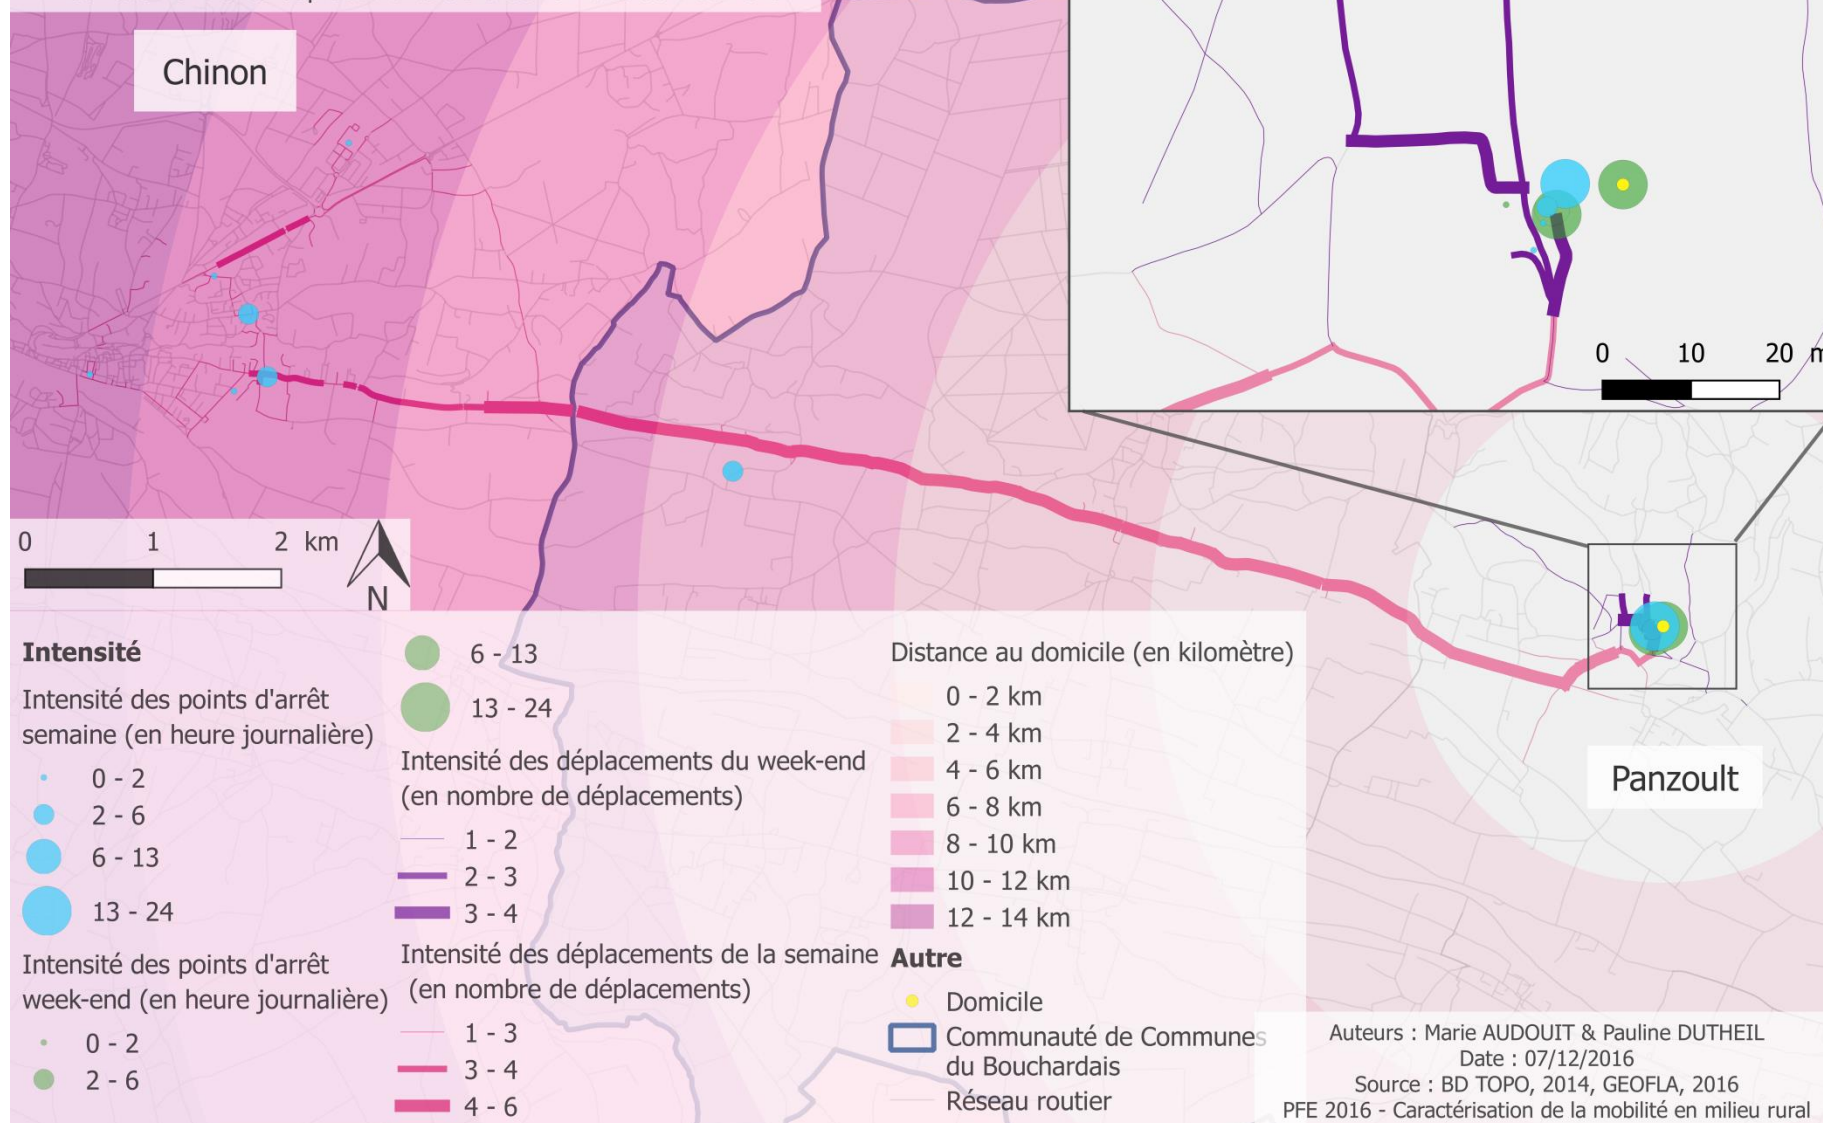 Chinon
0 10 20 m
0 1 2 km
N
Panzoult
Intensité
Intensité des points d'arrêt
semaine (en heure journalière)
0 - 2
2 - 6
6 - 13
13 - 24
Intensité des points d'arrêt
week-end (en heure journalière)
0 - 2
2 - 6
6 - 13
13 - 24
Intensité des déplacements du week-end
(en nombre de déplacements)
1 - 2
2 - 3
3 - 4
Intensité des déplacements de la semaine
(en nombre de déplacements)
1 - 3
3 - 4
4 - 6
Distance au domicile (en kilomètre)
0 - 2 km
2 - 4 km
4 - 6 km
6 - 8 km
8 - 10 km
10 - 12 km
12 - 14 km
Autre
Domicile
Communauté de Communes
du Bouchardais
Réseau routier
Auteurs : Marie AUDOUIT & Pauline DUTHEIL
Date : 07/12/2016
Source : BD TOPO, 2014, GEOFLA, 2016
PFE 2016 - Caractérisation de la mobilité en milieu rural